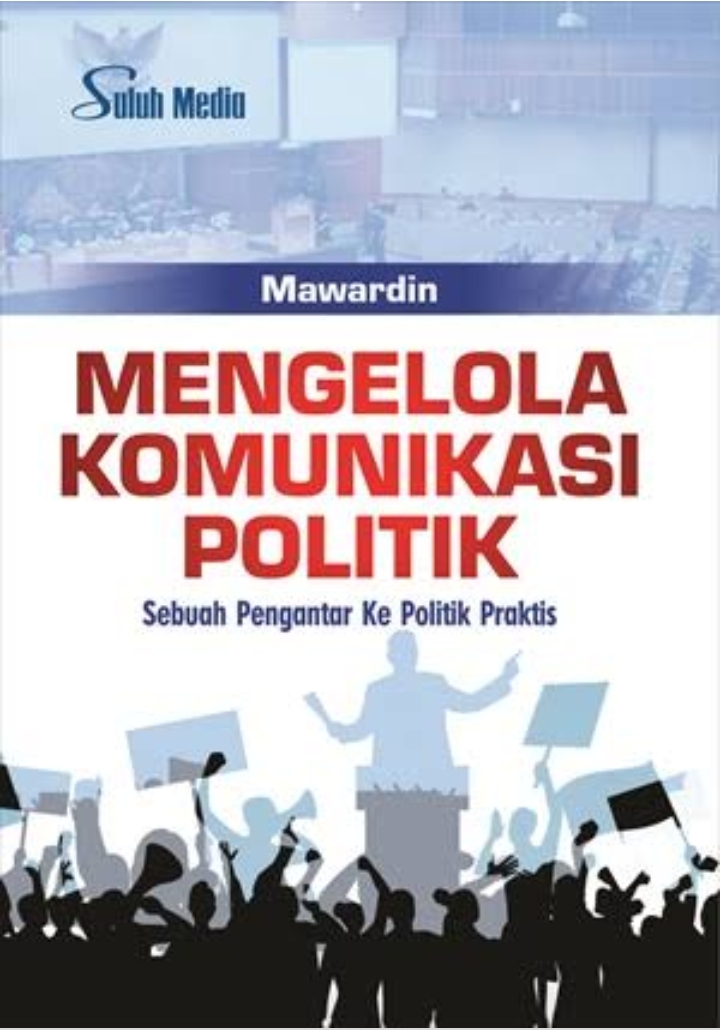 Suluh Media
Mawardin
MENGELOLA
KOMUNIKASI
POLITIK
Sebuah Pengantar Ke Politik Praktis